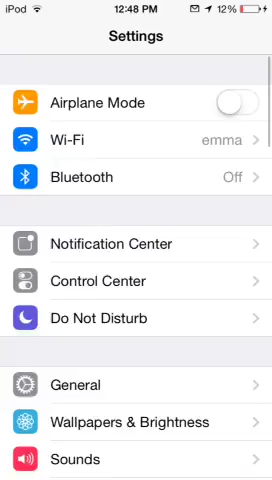 iPod 12:48 PM 12%
Settings
Airplane Mode
Wi-Fi emma
Bluetooth Off
Notification Center
Control Center
Do Not Disturb
General
Wallpapers & Brightness
Sounds